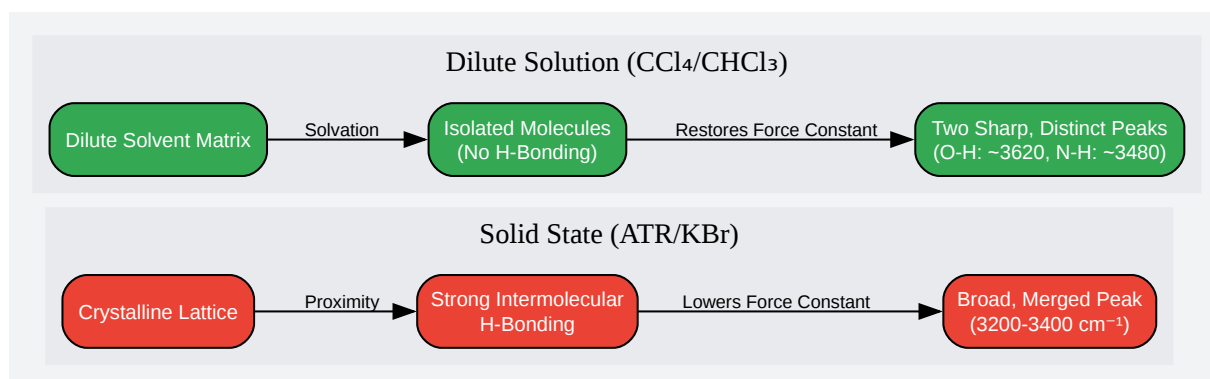 Dilute Solution (CCl₄/CHCl₃)
Dilute Solvent Matrix
Solvation
Isolated Molecules
(No H-Bonding)
Restores Force Constant
Two Sharp, Distinct Peaks
(O-H: ~3620, N-H: ~3480)
Solid State (ATR/KBr)
Crystalline Lattice
Proximity
Strong Intermolecular
H-Bonding
Lowers Force Constant
Broad, Merged Peak
(3200-3400 cm⁻¹)